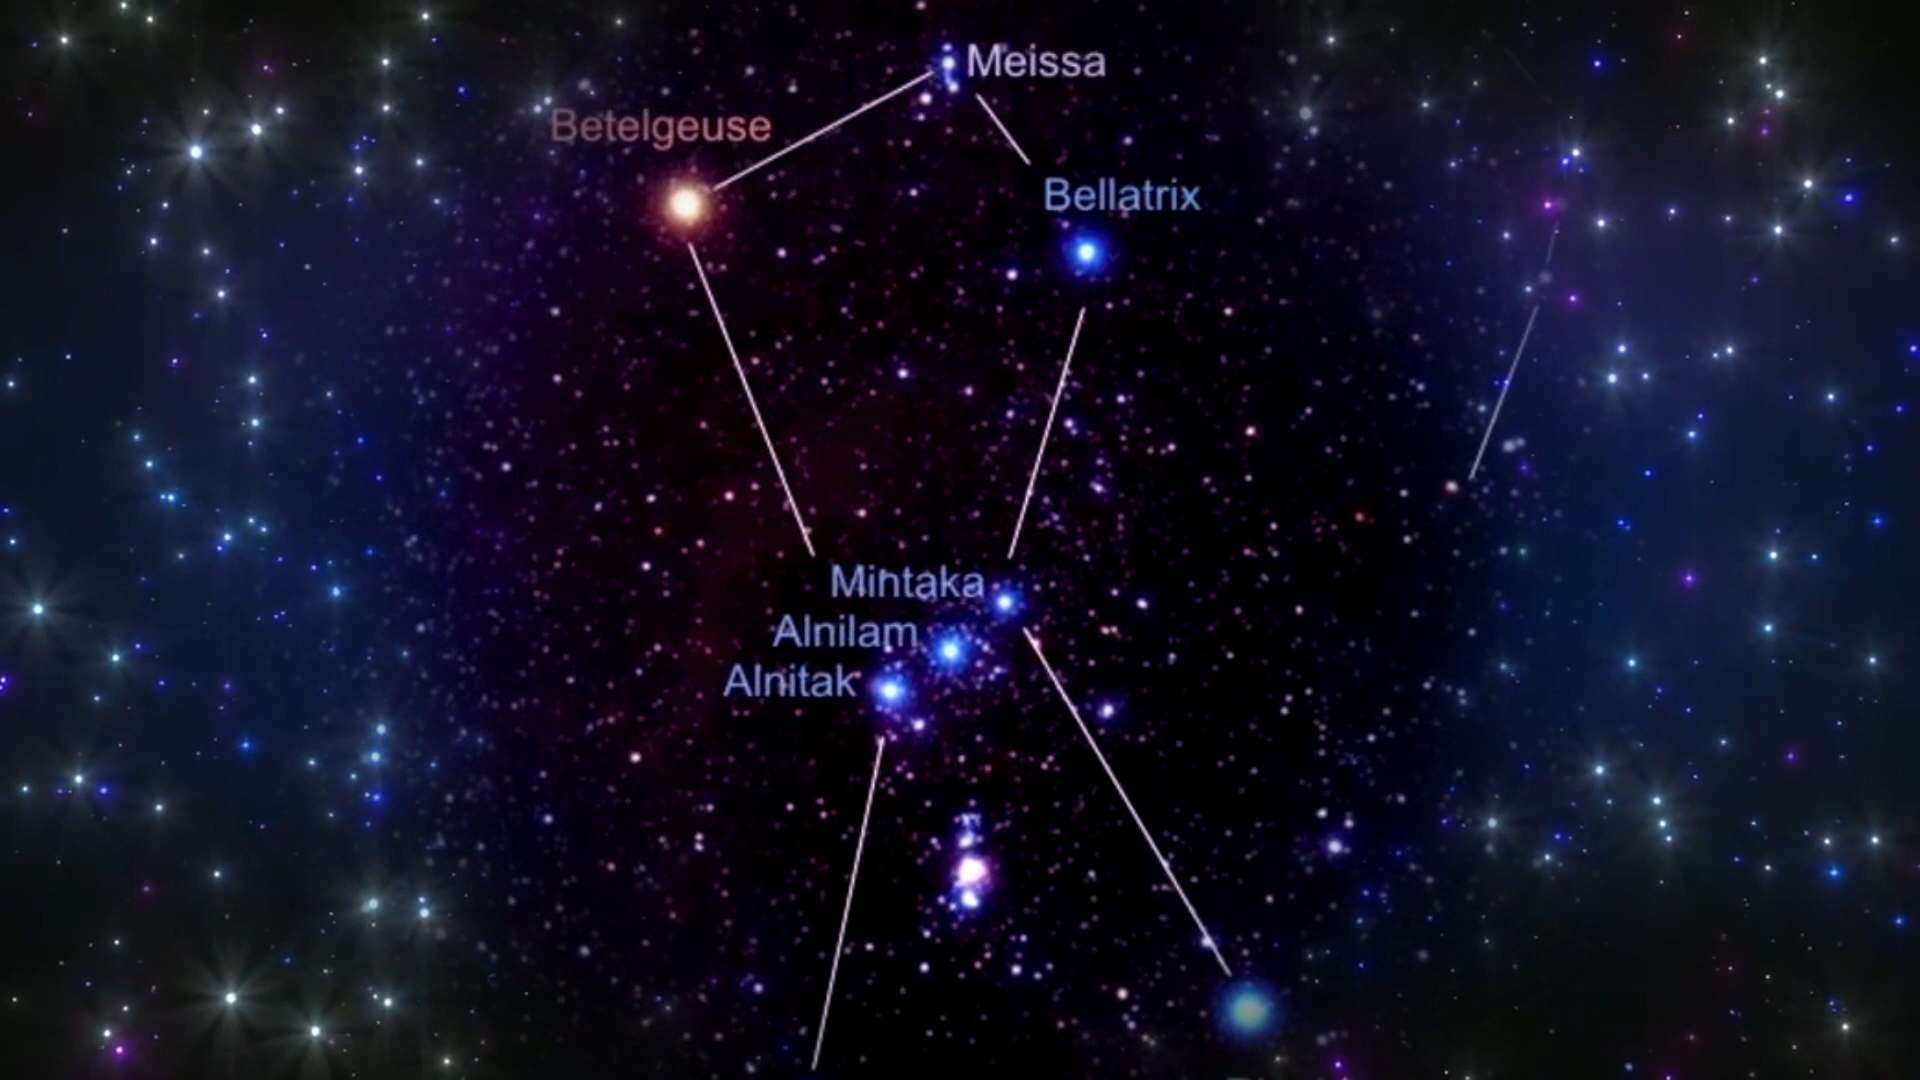 Meissa
Betelgeuse
Bellatrix
Mintaka
Alnilam
Alnitak